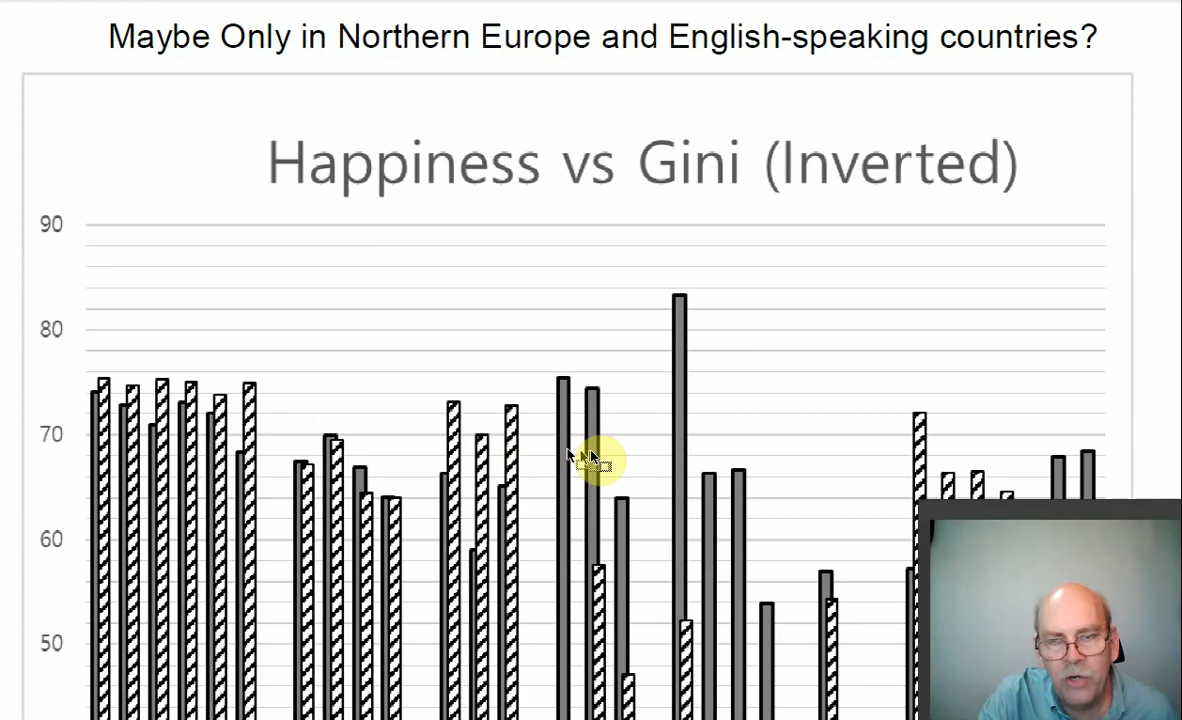 Maybe Only in Northern Europe and English-speaking countries?
Happiness vs Gini (Inverted)
90
80
70
60
50